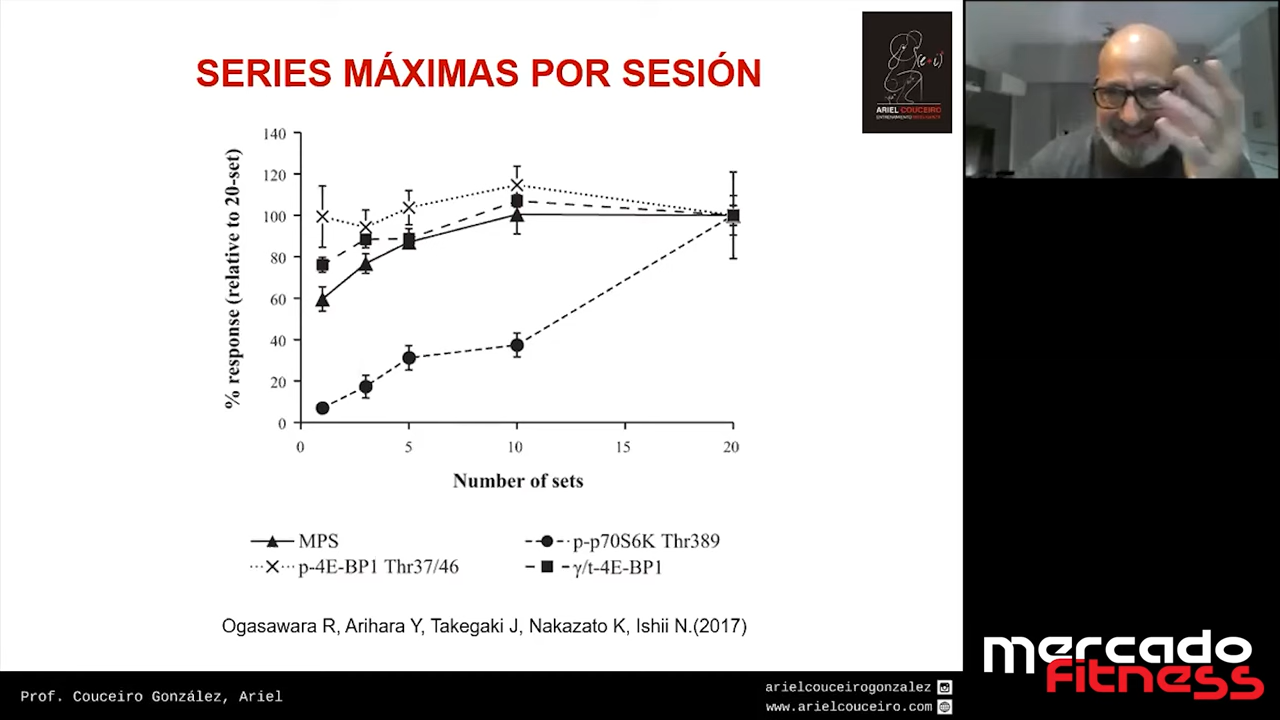 SERIES MÁXIMAS POR SESIÓN
ARIEL COUCEIRO
% response (relative to 20-set)
140
120
100
80
60
40
20
0
0 5 10 15 20
Number of sets
MPS
p-p70S6K Thr389
p-4E-BP1 Thr37/46
γ/t-4E-BP1
Ogasawara R, Arihara Y, Takegaki J, Nakazato K, Ishii N.(2017)
mercado
fitness
Prof. Couceiro González, Ariel
arielcouceirogonzalez
www.arielcouceiro.com